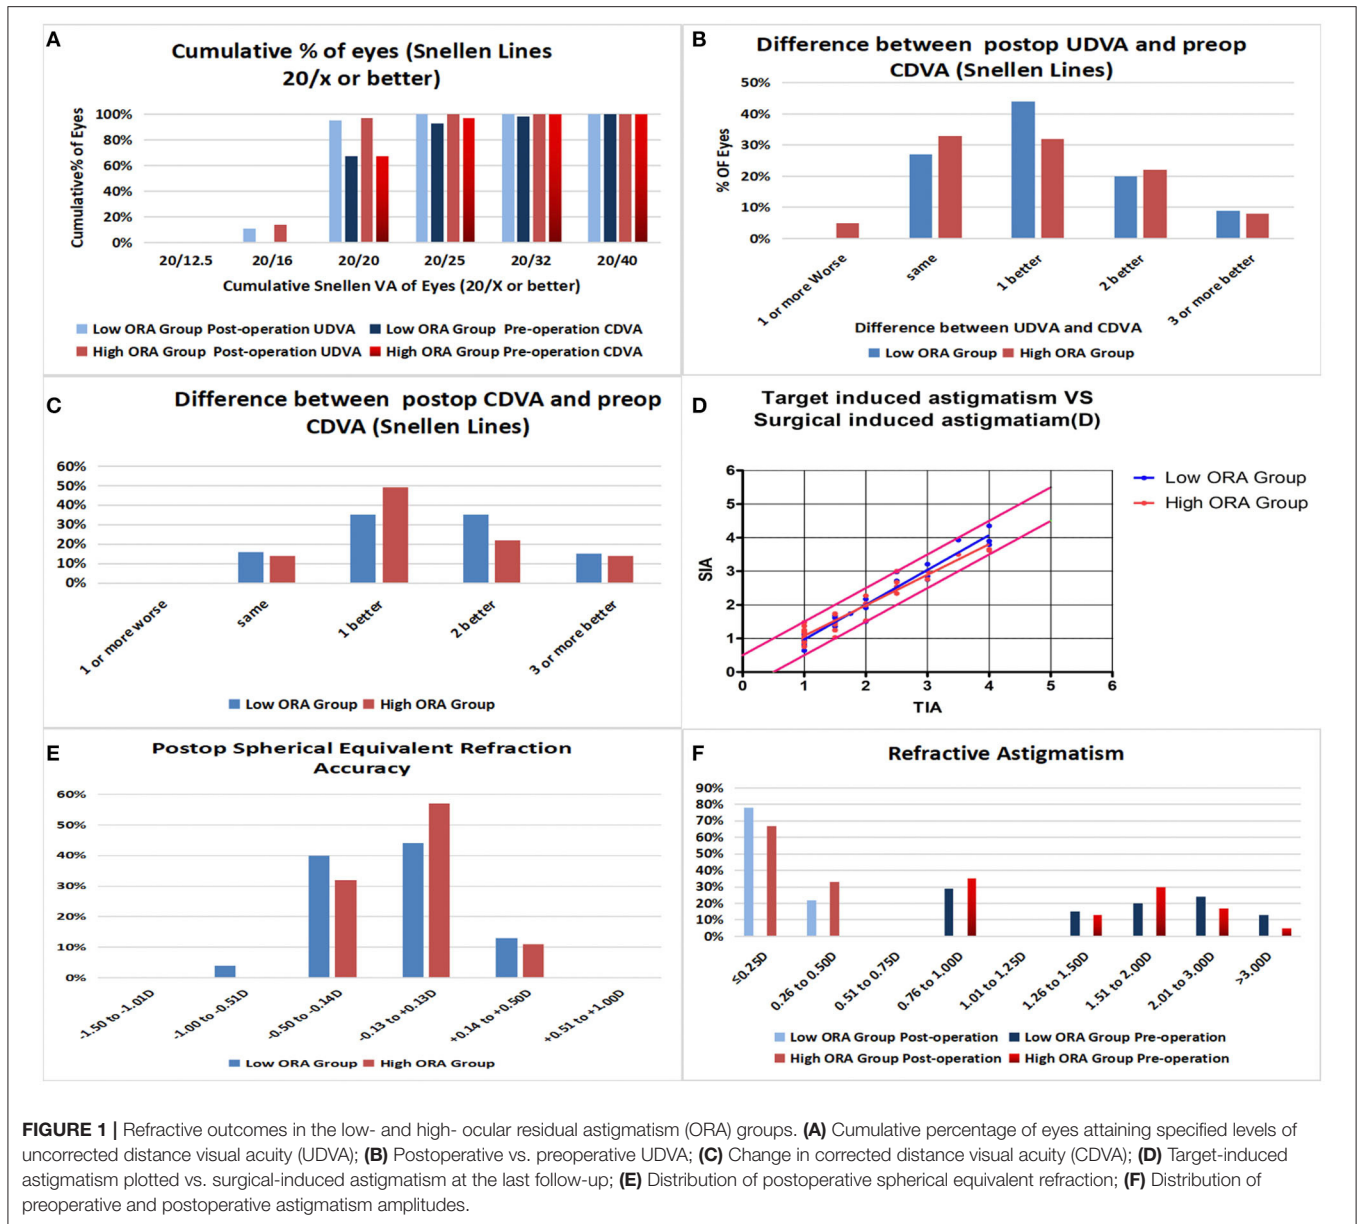 A
Cumulative % of eyes (Snellen Lines
20/x or better)
Cumulative% of Eyes
100%
80%
60%
40%
20%
0%
20/12.5 20/16 20/20 20/25 20/32 20/40
Cumulative Snellen VA of Eyes (20/X or better)
Low ORA Group Post-operation UDVA Low ORA Group Pre-operation CDVA
High ORA Group Post-operation UDVA High ORA Group Pre-operation CDVA
B
Difference between postop UDVA and preop
CDVA (Snellen Lines)
% OF Eyes
50%
40%
30%
20%
10%
0%
1 or more Worse same 1 better 2 better 3 or more better
Difference between UDVA and CDVA
Low ORA Group High ORA Group
C
Difference between postop CDVA and preop
CDVA (Snellen Lines)
60%
50%
40%
30%
20%
10%
0%
1 or more worse same 1 better 2 better 3 or more better
Low ORA Group High ORA Group
D
Target induced astigmatism VS
Surgical induced astigmatiam(D)
SIA
6
5
4
3
2
1
0
0 1 2 3 4 5 6
TIA
Low ORA Group
High ORA Group
E
Postop Spherical Equivalent Refraction
Accuracy
60%
50%
40%
30%
20%
10%
0%
-1.50 to -1.01D -1.00 to -0.51D -0.50 to -0.14D -0.13 to +0.13D +0.14 to +0.50D +0.51 to +1.00D
Low ORA Group High ORA Group
F
Refractive Astigmatism
90%
80%
70%
60%
50%
40%
30%
20%
10%
0%
≤0.25D 0.26 to 0.50D 0.51 to 0.75D 0.76 to 1.00D 1.01 to 1.25D 1.26 to 1.50D 1.51 to 2.00D 2.01 to 3.00D >3.00D
Low ORA Group Post-operation Low ORA Group Pre-operation
High ORA Group Post-operation High ORA Group Pre-operation
FIGURE 1 | Refractive outcomes in the low- and high- ocular residual astigmatism (ORA) groups. (A) Cumulative percentage of eyes attaining specified levels of
uncorrected distance visual acuity (UDVA); (B) Postoperative vs. preoperative UDVA; (C) Change in corrected distance visual acuity (CDVA); (D) Target-induced
astigmatism plotted vs. surgical-induced astigmatism at the last follow-up; (E) Distribution of postoperative spherical equivalent refraction; (F) Distribution of
preoperative and postoperative astigmatism amplitudes.